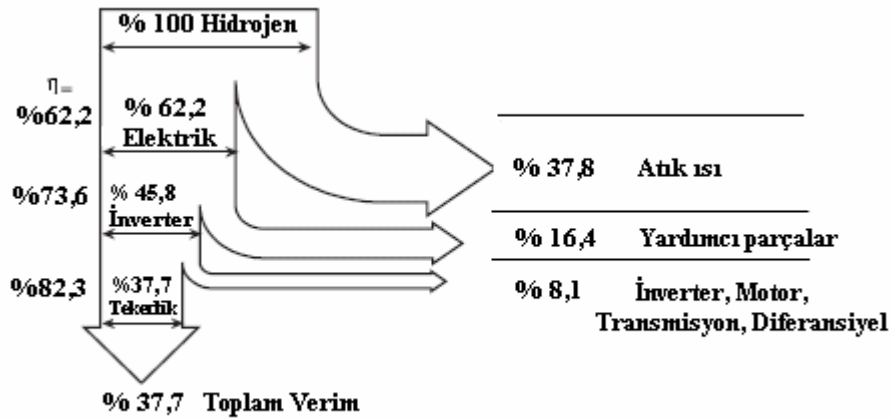 % 100 Hidrojen
η =
%62,2
% 62,2
Elektrik
% 37,8 Atık ısı
%73,6
% 45,8
İnverter
% 16,4 Yardımcı parçalar
%82,3
%37,7
Tekerlik
% 8,1 İnverter, Motor,
Transmisyon, Diferansiyel
% 37,7 Toplam Verim